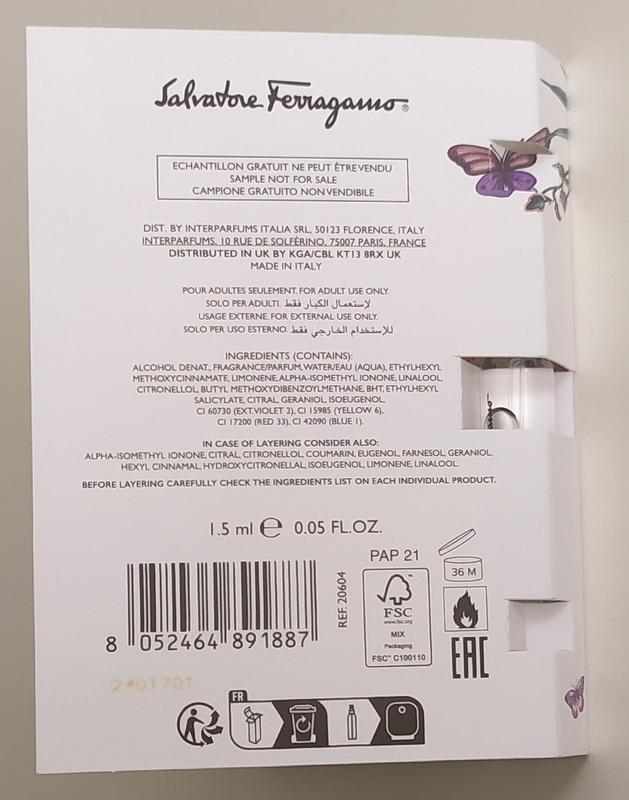 Salvatore Ferragamo®
ECHANTILLON GRATUIT NE PEUT ÊTRE VENDU
SAMPLE NOT FOR SALE
CAMPIONE GRATUITO NON VENDIBILE
DIST. BY INTERPARFUMS ITALIA SRL, 50123 FLORENCE, ITALY
INTERPARFUMS, 10 RUE DE SOLFÉRINO, 75007 PARIS, FRANCE
DISTRIBUTED IN UK BY KGA/CBL KT13 8RX UK
MADE IN ITALY
POUR ADULTES SEULEMENT. FOR ADULT USE ONLY.
SOLO PER ADULTI. لإستعمال الكبار فقط
USAGE EXTERNE. FOR EXTERNAL USE ONLY.
SOLO PER USO ESTERNO. للإستخدام الخارجي فقط
INGREDIENTS (CONTAINS):
ALCOHOL DENAT., FRAGRANCE/PARFUM, WATER/EAU (AQUA), ETHYLHEXYL
METHOXYCINNAMATE, LIMONENE, ALPHA-ISOMETHYL IONONE, LINALOOL,
CITRONELLOL, BUTYL METHOXYDIBENZOYLMETHANE, BHT, ETHYLHEXYL
SALICYLATE, CITRAL, GERANIOL, ISOEUGENOL,
CI 60730 (EXT.VIOLET 2), CI 15985 (YELLOW 6),
CI 17200 (RED 33), CI 42090 (BLUE 1).
IN CASE OF LAYERING CONSIDER ALSO:
ALPHA-ISOMETHYL IONONE, CITRAL, CITRONELLOL, COUMARIN, EUGENOL, FARNESOL, GERANIOL,
HEXYL CINNAMAL, HYDROXYCITRONELLAL, ISOEUGENOL, LIMONENE, LINALOOL.
BEFORE LAYERING CAREFULLY CHECK THE INGREDIENTS LIST ON EACH INDIVIDUAL PRODUCT.
1.5 ml ℮ 0.05 FL.OZ.
8 052464 891887
REF. 20604
PAP 21
FSC™
www.fsc.org
MIX
Packaging
FSC™ C100110
36 M
EAC
2401701
FR